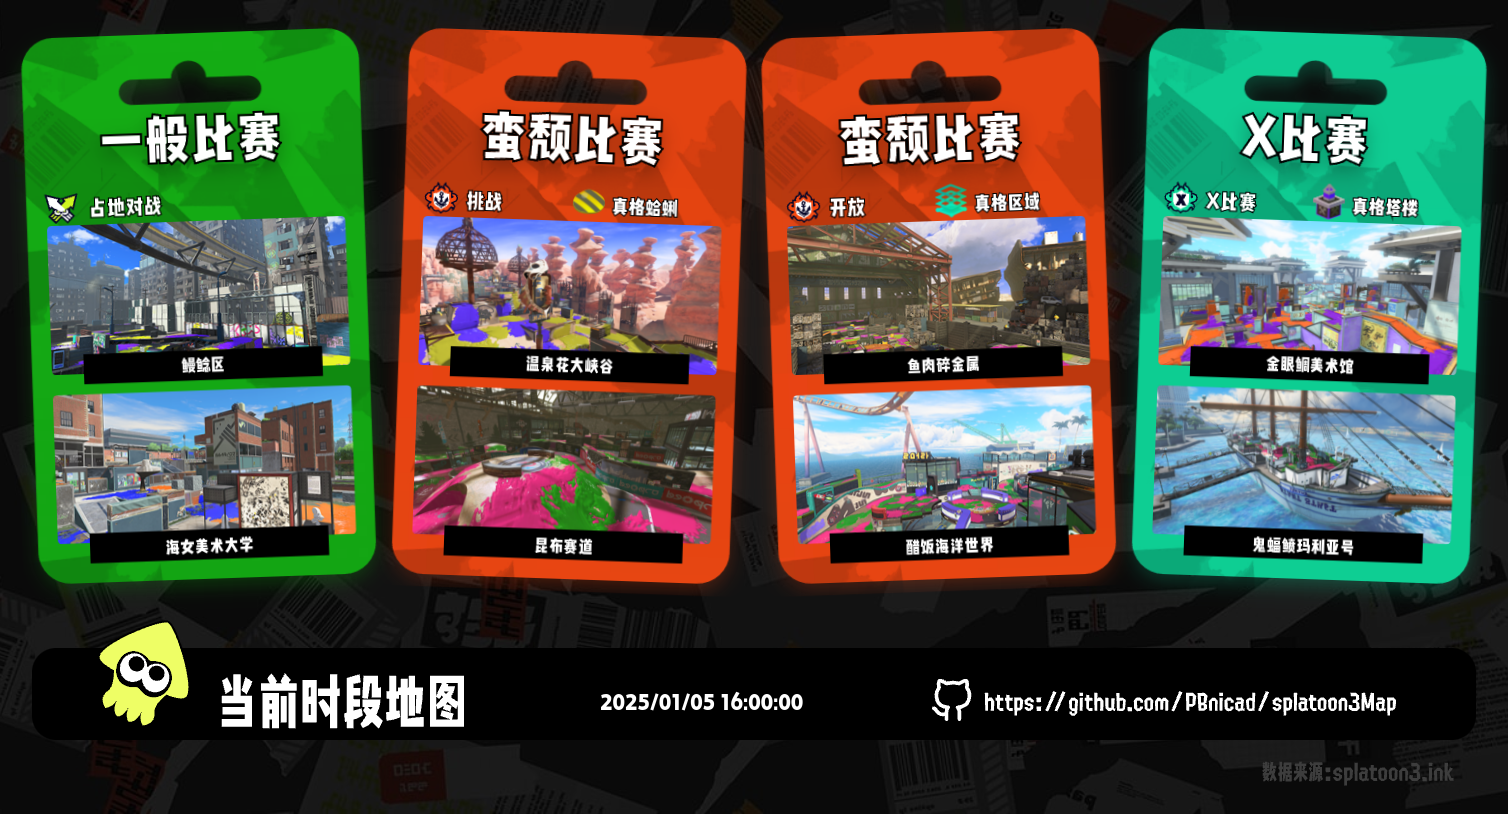 一般比赛
占地对战
鳗鲶区
海女美术大学
蛮颓比赛
挑战
真格蛤蜊
温泉花大峡谷
昆布赛道
蛮颓比赛
开放
真格区域
鱼肉碎金属
醋饭海洋世界
X比赛
X比赛
真格塔楼
金眼鲷美术馆
鬼蝠鲼玛利亚号
当前时段地图
2025/01/05 16:00:00
https://github.com/PBnicad/splatoon3Map
数据来源:splatoon3.ink